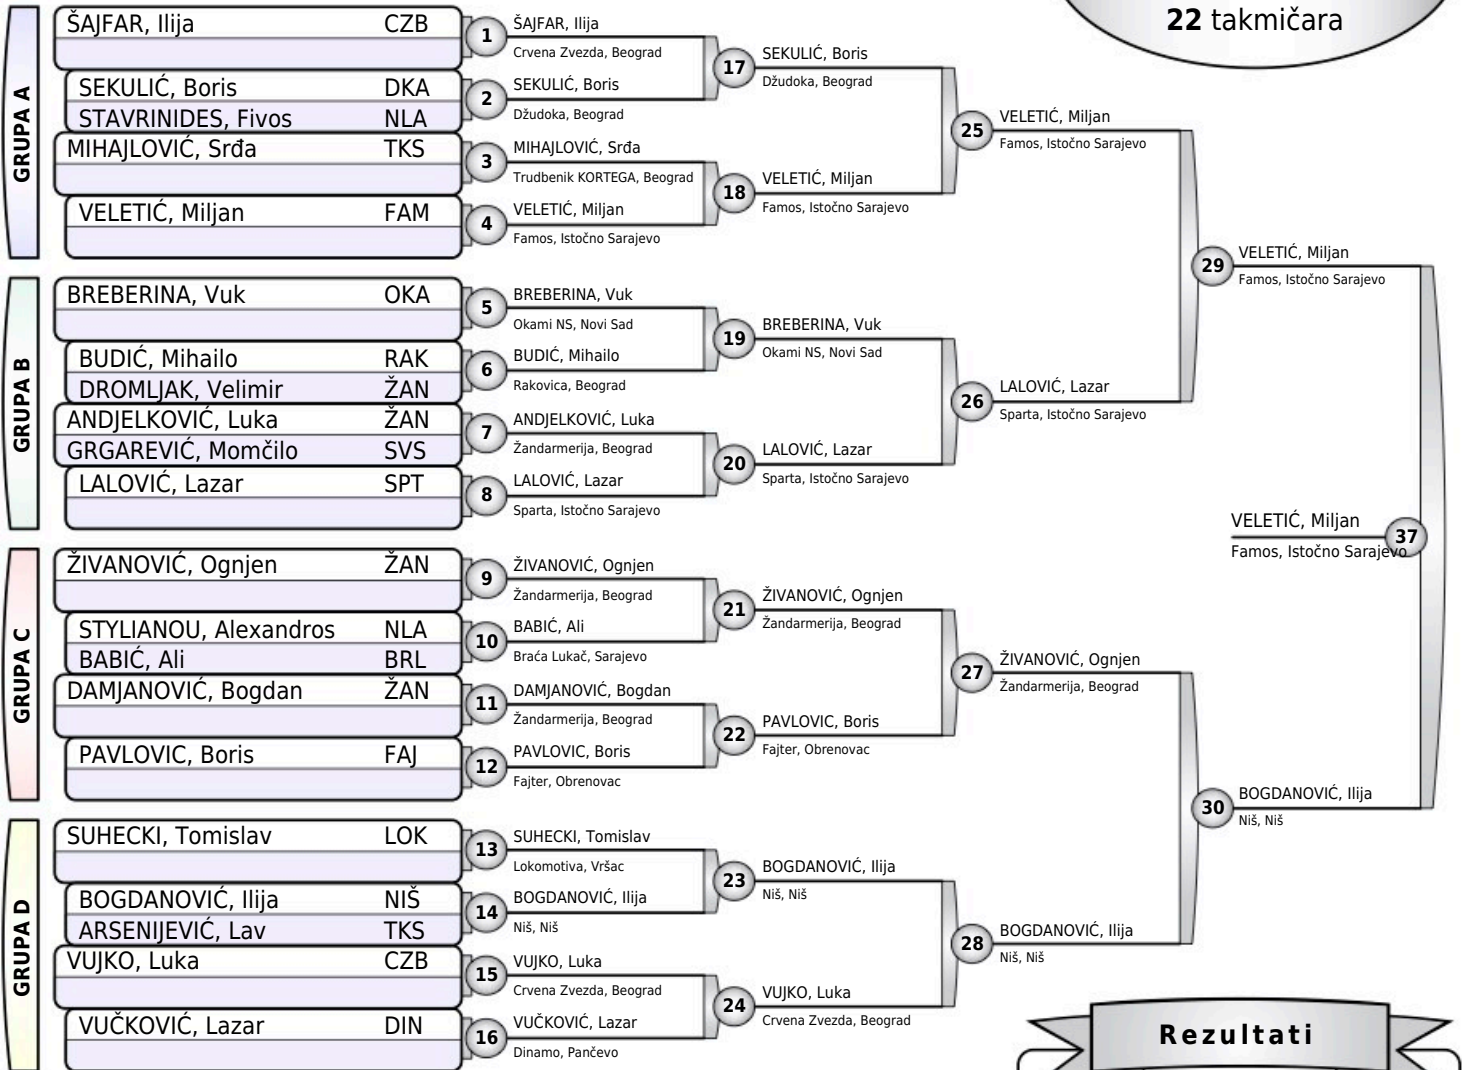 22 takmičara
GRUPA A
ŠAJFAR, Ilija CZB
SEKULIĆ, Boris DKA
STAVRINIDES, Fivos NLA
MIHAJLOVIĆ, Srđa TKS
VELETIĆ, Miljan FAM
GRUPA B
BREBERINA, Vuk OKA
BUDIĆ, Mihailo RAK
DROMLJAK, Velimir ŽAN
ANDJELKOVIĆ, Luka ŽAN
GRGAREVIĆ, Momčilo SVS
LALOVIĆ, Lazar SPT
GRUPA C
ŽIVANOVIĆ, Ognjen ŽAN
STYLIANOU, Alexandros NLA
BABIĆ, Ali BRL
DAMJANOVIĆ, Bogdan ŽAN
PAVLOVIC, Boris FAJ
GRUPA D
SUHECKI, Tomislav LOK
BOGDANOVIĆ, Ilija NIŠ
ARSENIJEVIĆ, Lav TKS
VUJKO, Luka CZB
VUČKOVIĆ, Lazar DIN
1 ŠAJFAR, Ilija
Crvena Zvezda, Beograd
2 SEKULIĆ, Boris
Džudoka, Beograd
3 MIHAJLOVIĆ, Srđa
Trudbenik KORTEGA, Beograd
4 VELETIĆ, Miljan
Famos, Istočno Sarajevo
5 BREBERINA, Vuk
Okami NS, Novi Sad
6 BUDIĆ, Mihailo
Rakovica, Beograd
7 ANDJELKOVIĆ, Luka
Žandarmerija, Beograd
8 LALOVIĆ, Lazar
Sparta, Istočno Sarajevo
9 ŽIVANOVIĆ, Ognjen
Žandarmerija, Beograd
10 BABIĆ, Ali
Braća Lukač, Sarajevo
11 DAMJANOVIĆ, Bogdan
Žandarmerija, Beograd
12 PAVLOVIC, Boris
Fajter, Obrenovac
13 SUHECKI, Tomislav
Lokomotiva, Vršac
14 BOGDANOVIĆ, Ilija
Niš, Niš
15 VUJKO, Luka
Crvena Zvezda, Beograd
16 VUČKOVIĆ, Lazar
Dinamo, Pančevo
17 SEKULIĆ, Boris
Džudoka, Beograd
18 VELETIĆ, Miljan
Famos, Istočno Sarajevo
19 BREBERINA, Vuk
Okami NS, Novi Sad
20 LALOVIĆ, Lazar
Sparta, Istočno Sarajevo
21 ŽIVANOVIĆ, Ognjen
Žandarmerija, Beograd
22 PAVLOVIC, Boris
Fajter, Obrenovac
23 BOGDANOVIĆ, Ilija
Niš, Niš
24 VUJKO, Luka
Crvena Zvezda, Beograd
25 VELETIĆ, Miljan
Famos, Istočno Sarajevo
26 LALOVIĆ, Lazar
Sparta, Istočno Sarajevo
27 ŽIVANOVIĆ, Ognjen
Žandarmerija, Beograd
28 BOGDANOVIĆ, Ilija
Niš, Niš
29 VELETIĆ, Miljan
Famos, Istočno Sarajevo
30 BOGDANOVIĆ, Ilija
Niš, Niš
VELETIĆ, Miljan 37
Famos, Istočno Sarajevo
Rezultati